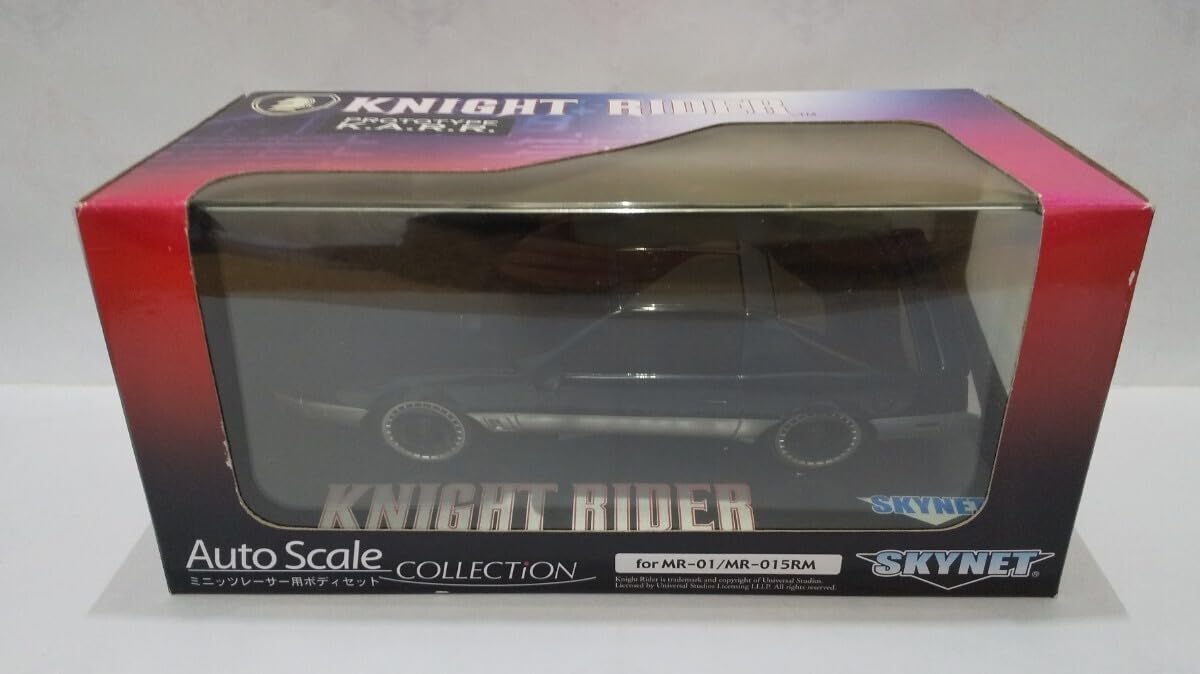 KNIGHT RIDER™
PROTOTYPE
K.A.R.R.
KNIGHT RIDER
SKYNET
Auto Scale
COLLECTiON
ミニッツレーサー用ボディセット
for MR-01/MR-015RM
Knight Rider is trademark and copyright of Universal Studios.
Licensed by Universal Studios Licensing LLLP. All rights reserved.
SKYNET®